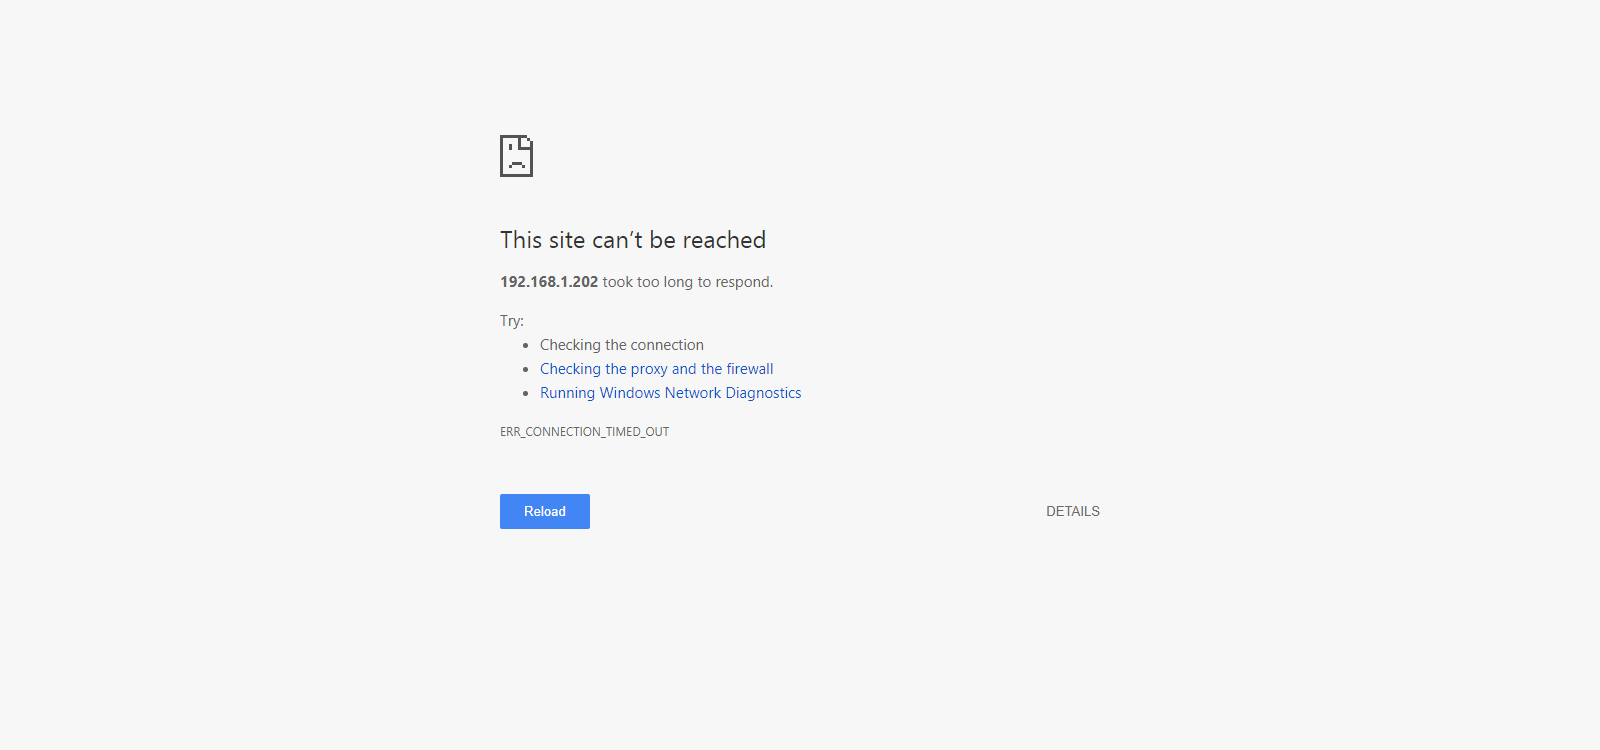 This site can’t be reached
192.168.1.202 took too long to respond.
Try:
Checking the connection
Checking the proxy and the firewall
Running Windows Network Diagnostics
ERR_CONNECTION_TIMED_OUT
Reload
DETAILS